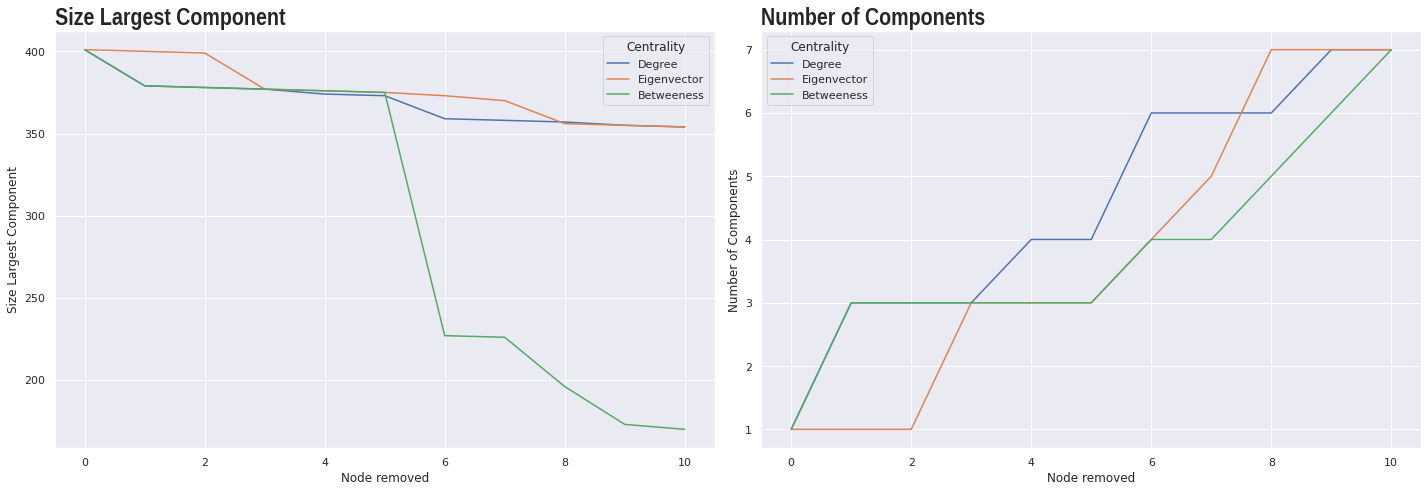 Size Largest Component
Centrality
Degree
Eigenvector
Betweeness
400
350
300
250
200
Size Largest Component
0 2 4 6 8 10
Node removed
Number of Components
Centrality
Degree
Eigenvector
Betweeness
7
6
5
4
3
2
1
Number of Components
0 2 4 6 8 10
Node removed